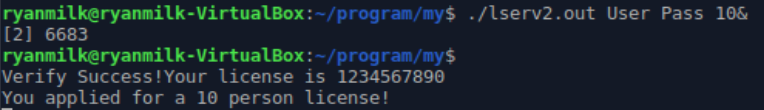 ryanmilk@ryanmilk-VirtualBox:~/program/my$ ./lserv2.out User Pass 10&
[2] 6683
ryanmilk@ryanmilk-VirtualBox:~/program/my$
Verify Success!Your license is 1234567890
You applied for a 10 person license!